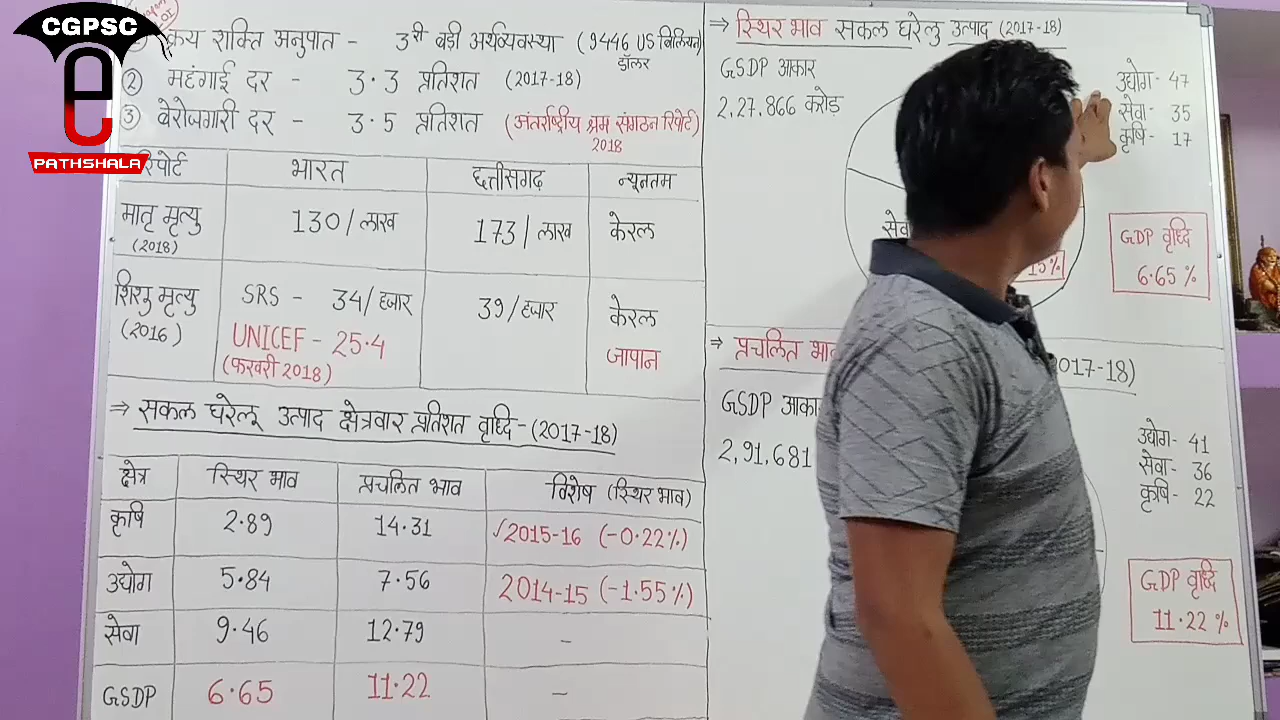 CGPSC
e
PATHSHALA
क्रय शक्ति अनुपात - 3री बड़ी अर्थव्यवस्था (9446 US बिलियन)
डॉलर
② महंगाई दर - 3.3 प्रतिशत (2017-18)
③ बेरोजगारी दर - 3.5 प्रतिशत (अंतर्राष्ट्रीय श्रम संगठन रिपोर्ट)
2018
रिपोर्ट भारत छत्तीसगढ़ न्यूनतम
मातृ मृत्यु 130/लाख 173/लाख केरल
(2018)
शिशु मृत्यु SRS - 34/हजार 39/हजार केरल
(2016) UNICEF - 25.4 जापान
(फरवरी 2018)
⇒ सकल घरेलू उत्पाद क्षेत्रवार प्रतिशत वृद्धि-(2017-18)
क्षेत्र स्थिर भाव प्रचलित भाव विशेष (स्थिर भाव)
कृषि 2.89 14.31 ✓2015-16 (-0.22%)
उद्योग 5.84 7.56 2014-15 (-1.55%)
सेवा 9.46 12.79 -
GSDP 6.65 11.22 -
⇒ स्थिर भाव सकल घरेलु उत्पाद (2017-18)
GSDP आकार
2,27,866 करोड़
उद्योग- 47
सेवा- 35
कृषि- 17
सेवा
GDP वृद्धि
6.65 %
⇒ प्रचलित भाव 2017-18)
GSDP आकार
2,91,681
उद्योग- 41
सेवा- 36
कृषि- 22
GDP वृद्धि
11.22 %